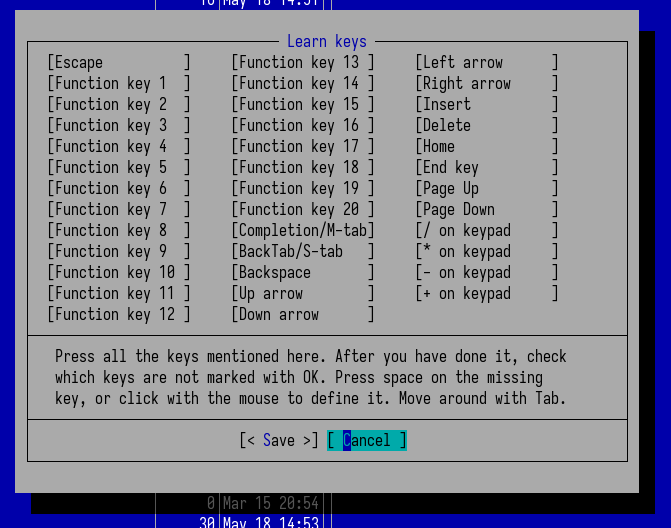 10 May 18 14:51
Learn keys
[Escape          ]  [Function key 13 ]  [Left arrow      ]
[Function key 1  ]  [Function key 14 ]  [Right arrow     ]
[Function key 2  ]  [Function key 15 ]  [Insert          ]
[Function key 3  ]  [Function key 16 ]  [Delete          ]
[Function key 4  ]  [Function key 17 ]  [Home            ]
[Function key 5  ]  [Function key 18 ]  [End key         ]
[Function key 6  ]  [Function key 19 ]  [Page Up         ]
[Function key 7  ]  [Function key 20 ]  [Page Down       ]
[Function key 8  ]  [Completion/M-tab]  [/ on keypad     ]
[Function key 9  ]  [BackTab/S-tab   ]  [* on keypad     ]
[Function key 10 ]  [Backspace       ]  [- on keypad     ]
[Function key 11 ]  [Up arrow        ]  [+ on keypad     ]
[Function key 12 ]  [Down arrow      ]
Press all the keys mentioned here. After you have done it, check
which keys are not marked with OK. Press space on the missing
key, or click with the mouse to define it. Move around with Tab.
[< Save >] [ Cancel ]
0 Mar 15 20:54
30 May 18 14:53